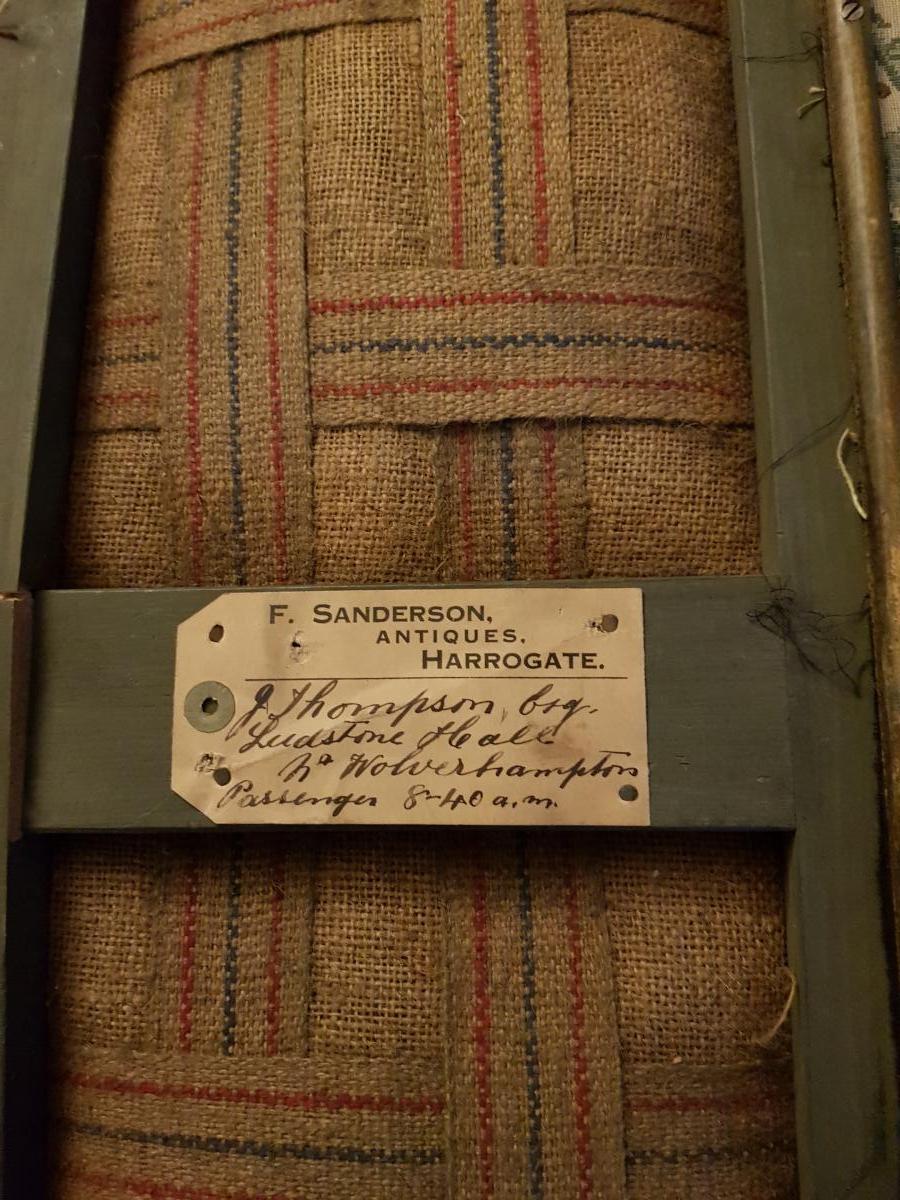 F. SANDERSON,
ANTIQUES,
HARROGATE.
J. Thompson, Esq.
Ludstone Hall
Nr Wolverhampton
Passenger 8-40 a.m.